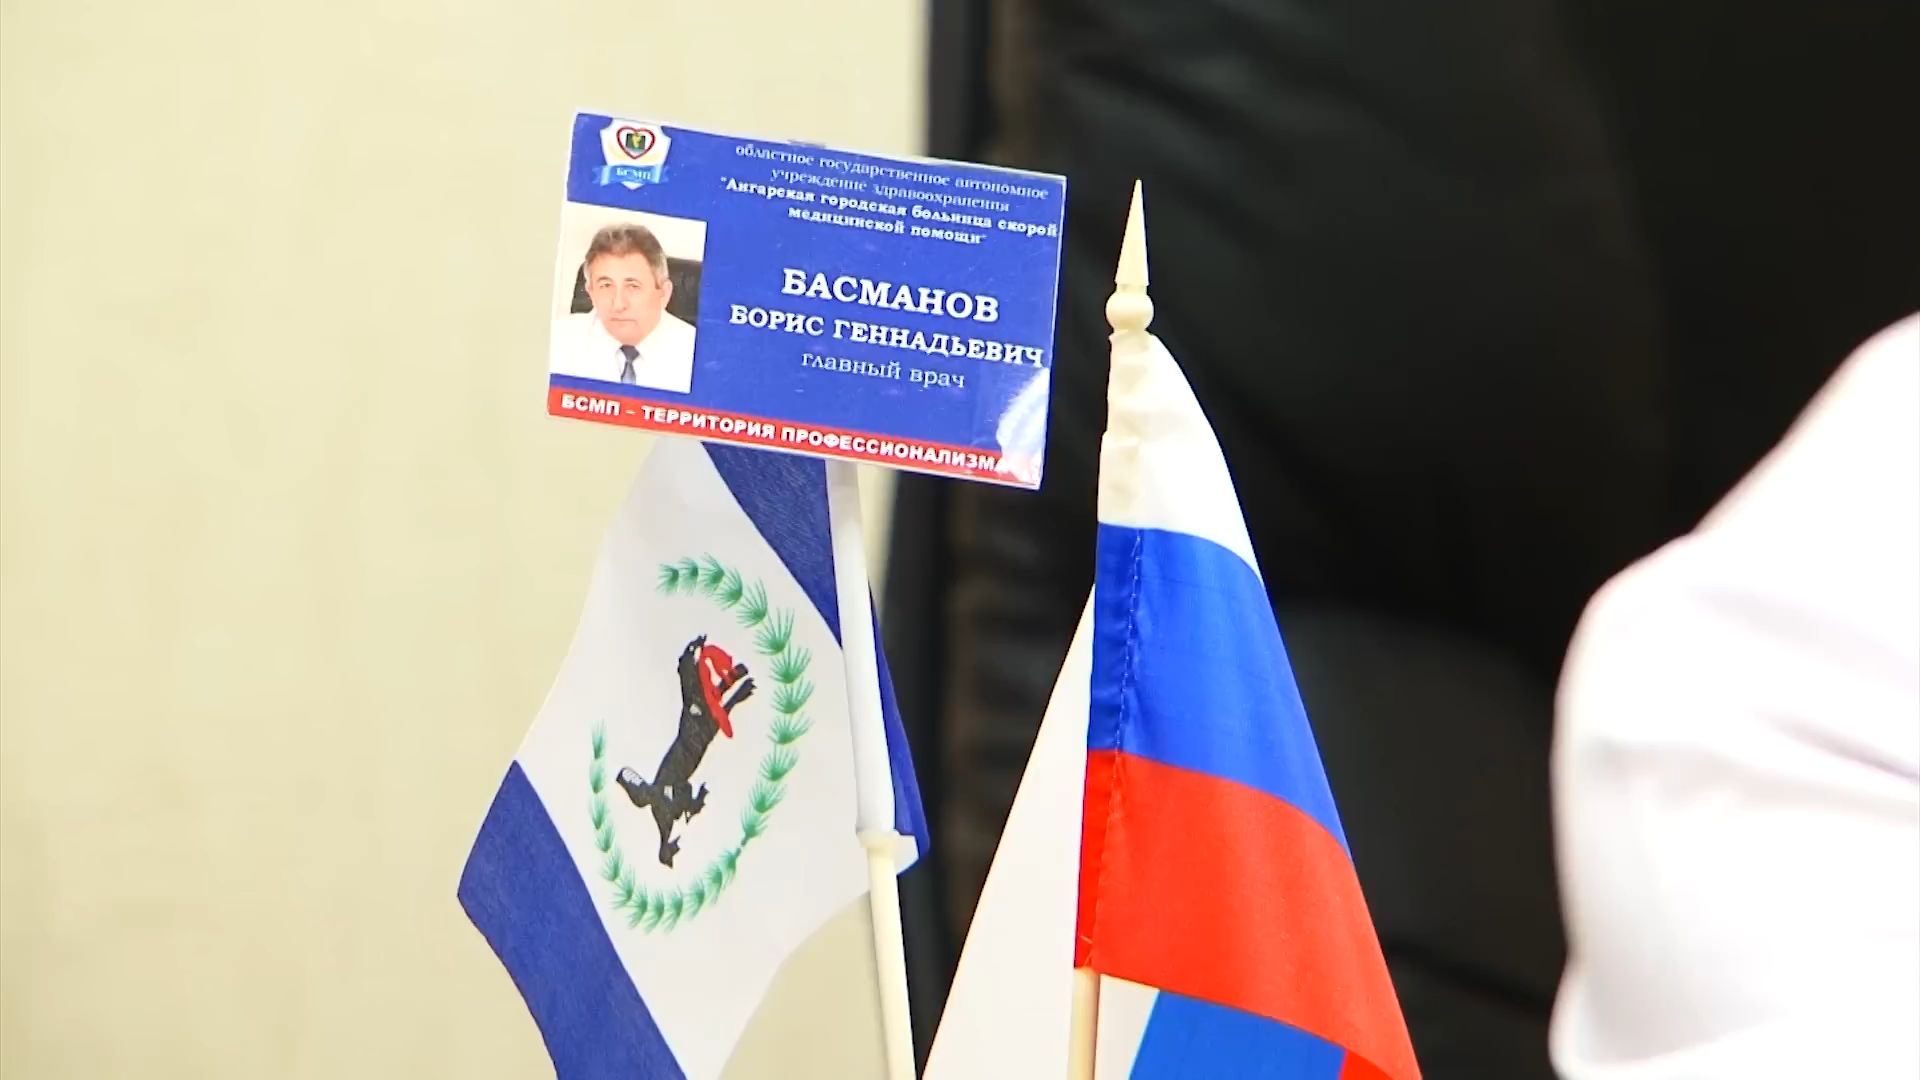 БСМП
областное государственное автономное
учреждение здравоохранения
"Ангарская городская больница скорой
медицинской помощи"
БАСМАНОВ
БОРИС ГЕННАДЬЕВИЧ
главный врач
БСМП – ТЕРРИТОРИЯ ПРОФЕССИОНАЛИЗМА